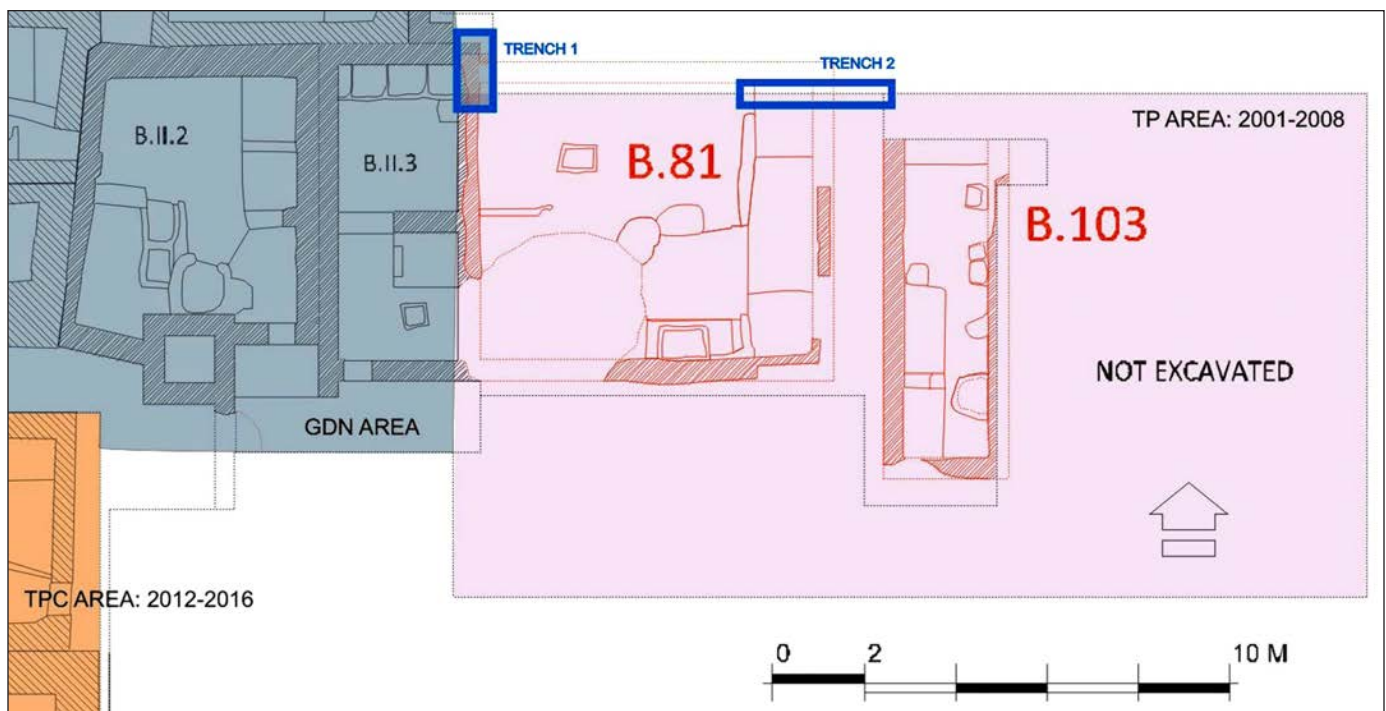 TRENCH 1
TRENCH 2
TP AREA: 2001-2008
B.II.2
B.II.3
B.81
B.103
NOT EXCAVATED
GDN AREA
TPC AREA: 2012-2016
0 2 10 M